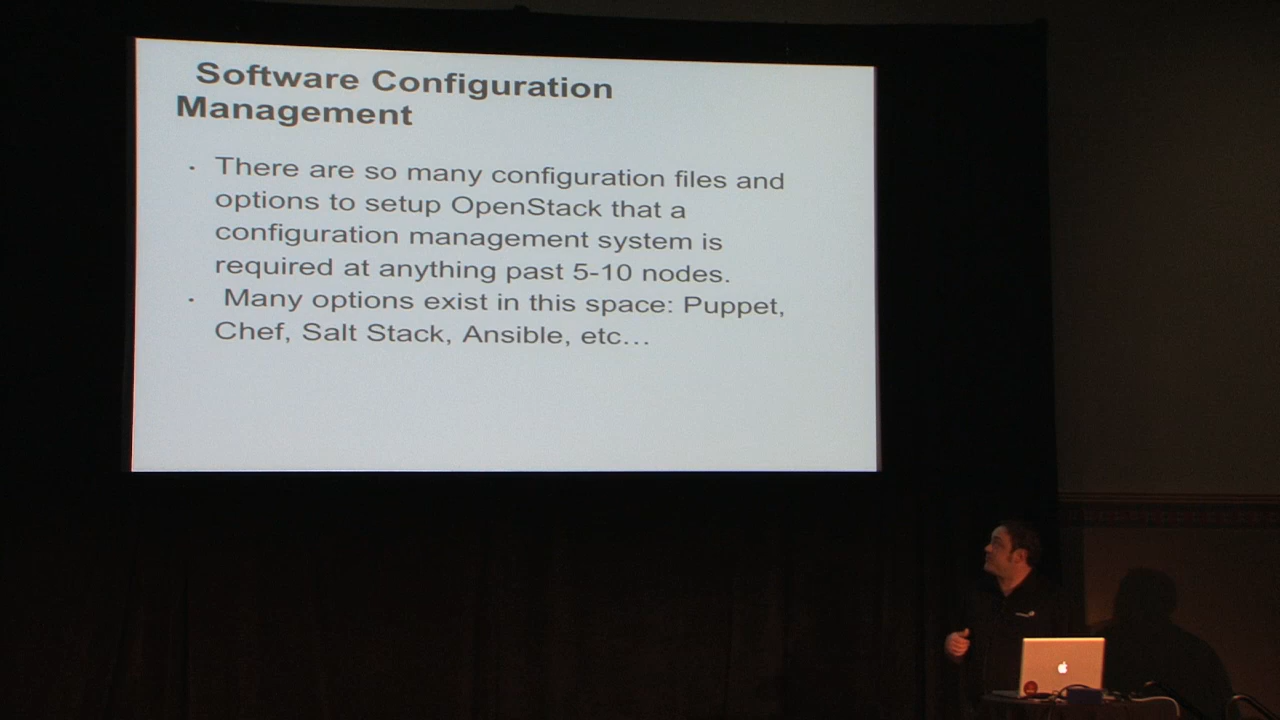 Software Configuration
Management
· There are so many configuration files and
options to setup OpenStack that a
configuration management system is
required at anything past 5-10 nodes.
· Many options exist in this space: Puppet,
Chef, Salt Stack, Ansible, etc...